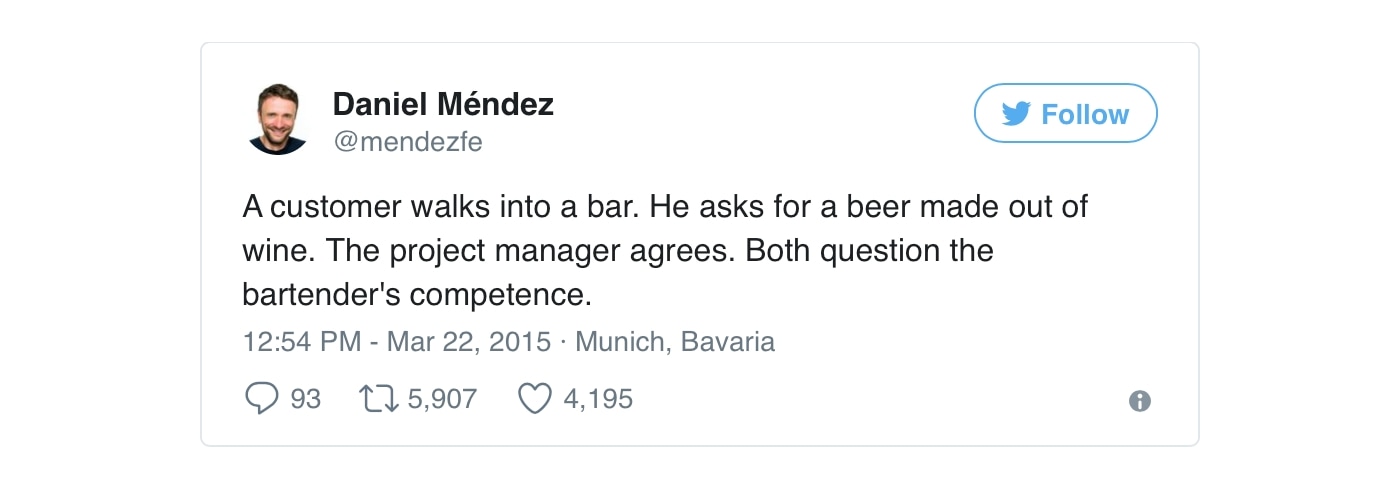 Daniel Méndez
@mendezfe
Follow
A customer walks into a bar. He asks for a beer made out of
wine. The project manager agrees. Both question the
bartender's competence.
12:54 PM - Mar 22, 2015 · Munich, Bavaria
93 5,907 4,195